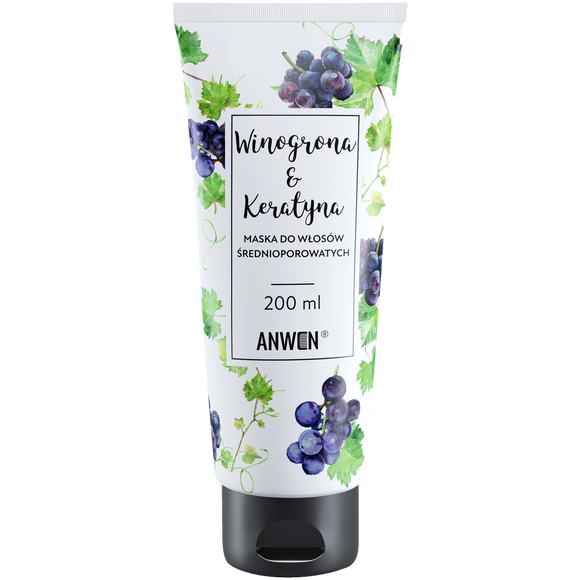 Winogrona
&
Keratyna
MASKA DO WŁOSÓW
ŚREDNIOPOROWATYCH
200 ml
ANWEN®